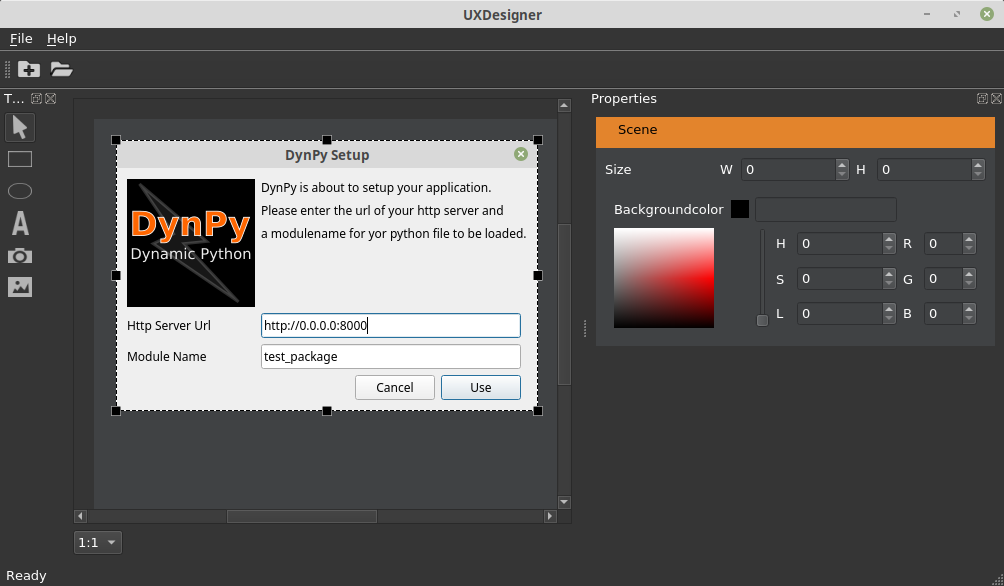 UXDesigner
File Help
T...
Properties
Scene
Size W 0 H 0
Backgroundcolor
H 0 R 0
S 0 G 0
L 0 B 0
A
DynPy Setup
DynPy
Dynamic Python
DynPy is about to setup your application.
Please enter the url of your http server and
a modulename for yor python file to be loaded.
Http Server Url http://0.0.0.0:8000
Module Name test_package
Cancel Use
1:1
Ready